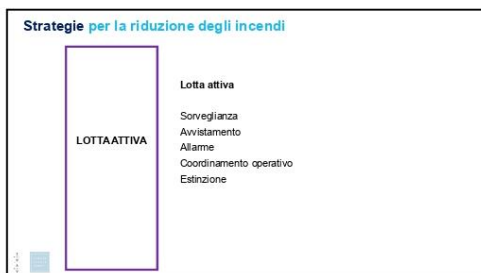 Strategie per la riduzione degli incendi
Lotta attiva
LOTTA ATTIVA
Sorveglianza
Avvistamento
Allarme
Coordinamento operativo
Estinzione